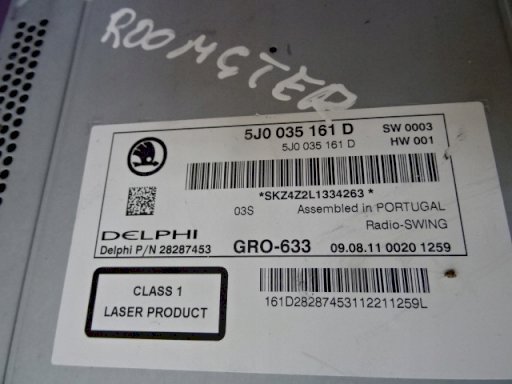 ROOMSTER
5J0 035 161 D SW 0003
5J0 035 161 D HW 001
*SKZ4Z2L1334263*
03S Assembled in PORTUGAL
Radio-SWING
DELPHI
Delphi P/N 28287453 GRO-633 09.08.11 0020 1259
CLASS 1
LASER PRODUCT
161D28287453112211259L